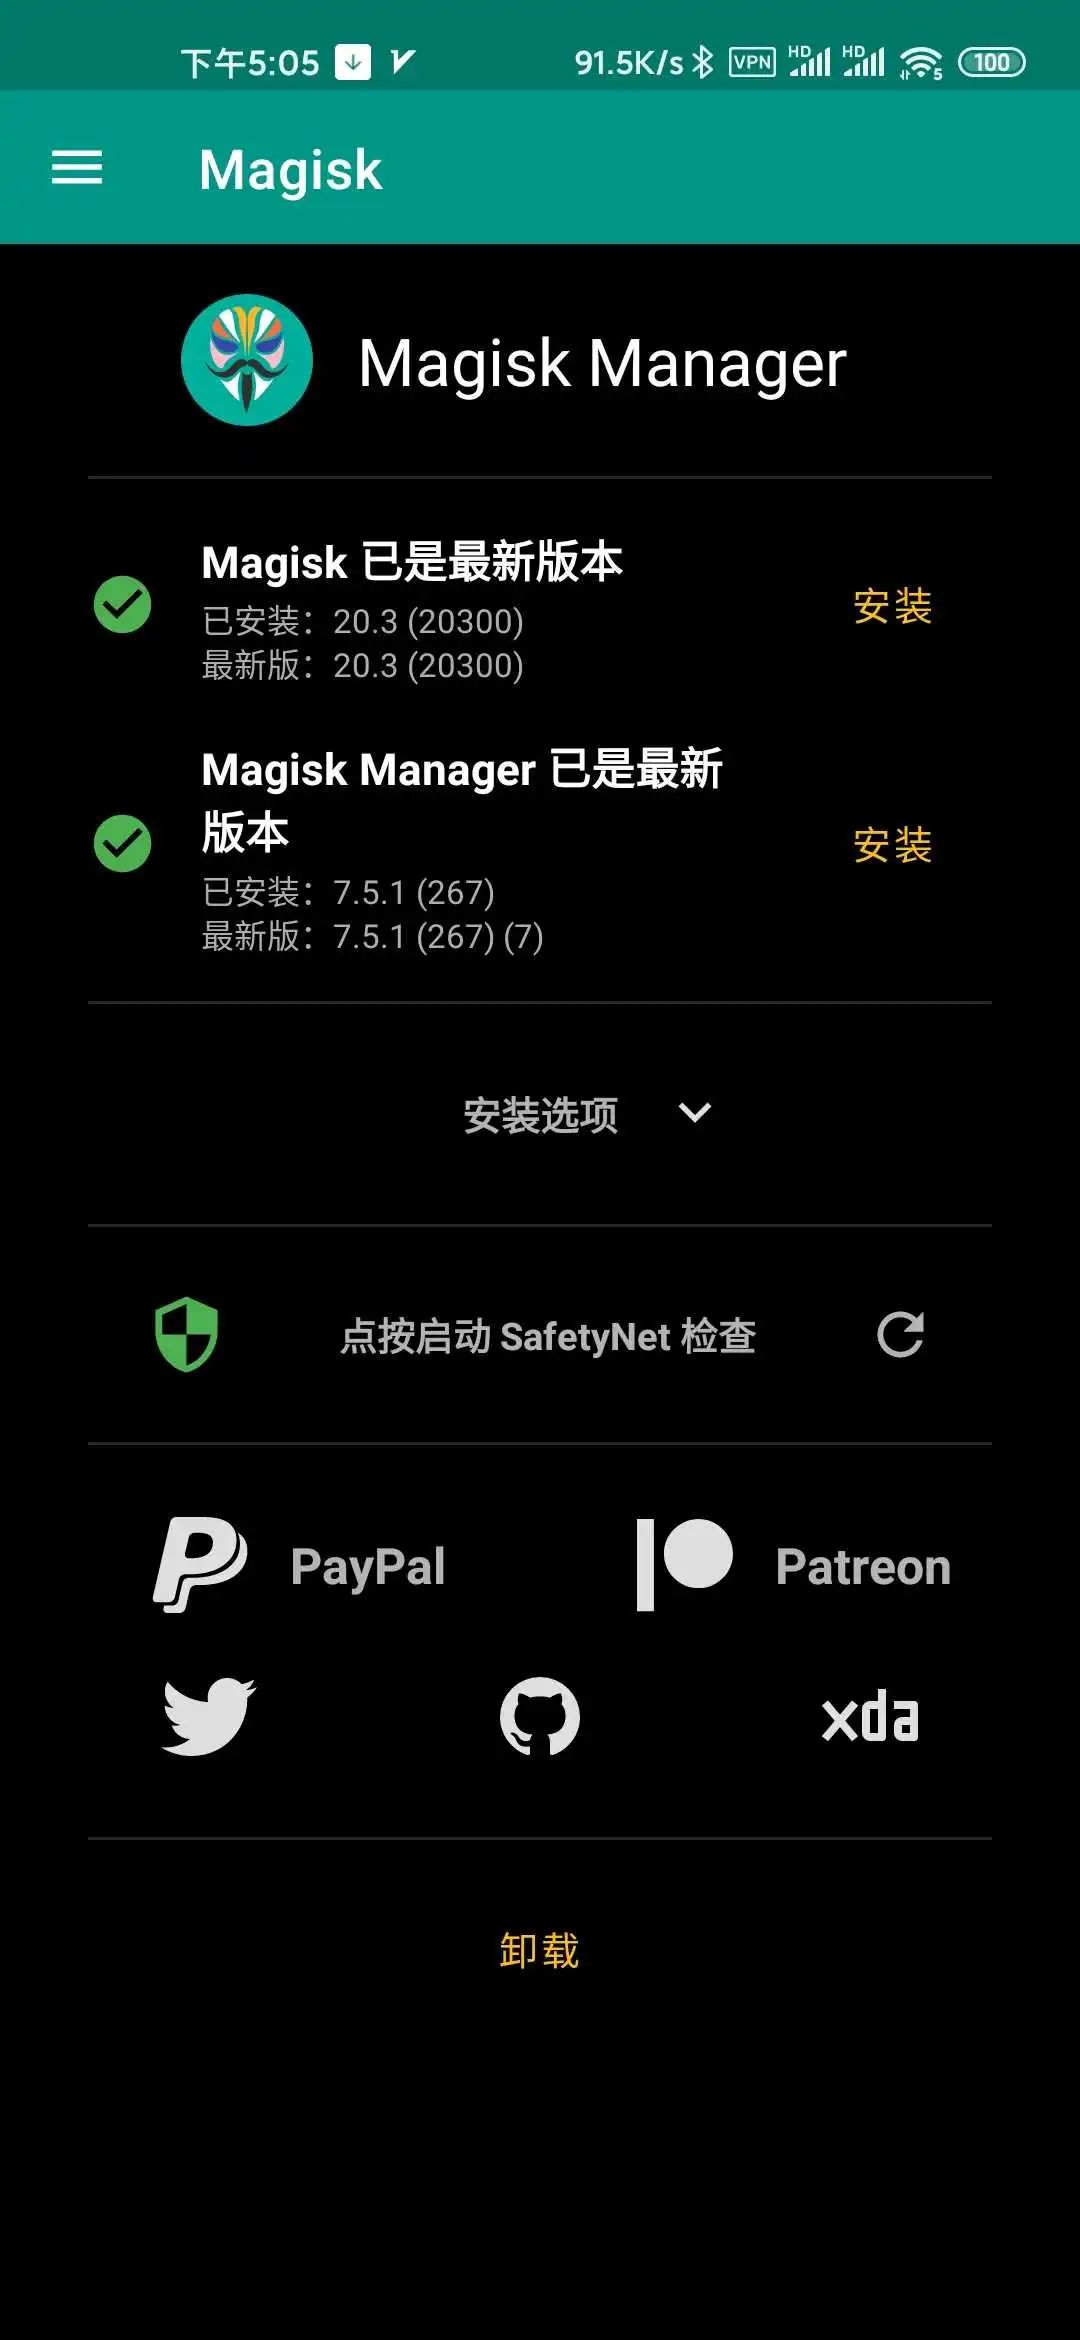 下午5:05 91.5K/s VPN HD HD 5 100
Magisk
Magisk Manager
Magisk 已是最新版本
已安装：20.3 (20300)
最新版：20.3 (20300)
安装
Magisk Manager 已是最新
版本
已安装：7.5.1 (267)
最新版：7.5.1 (267) (7)
安装
安装选项
点按启动 SafetyNet 检查
PayPal Patreon
xda
卸载